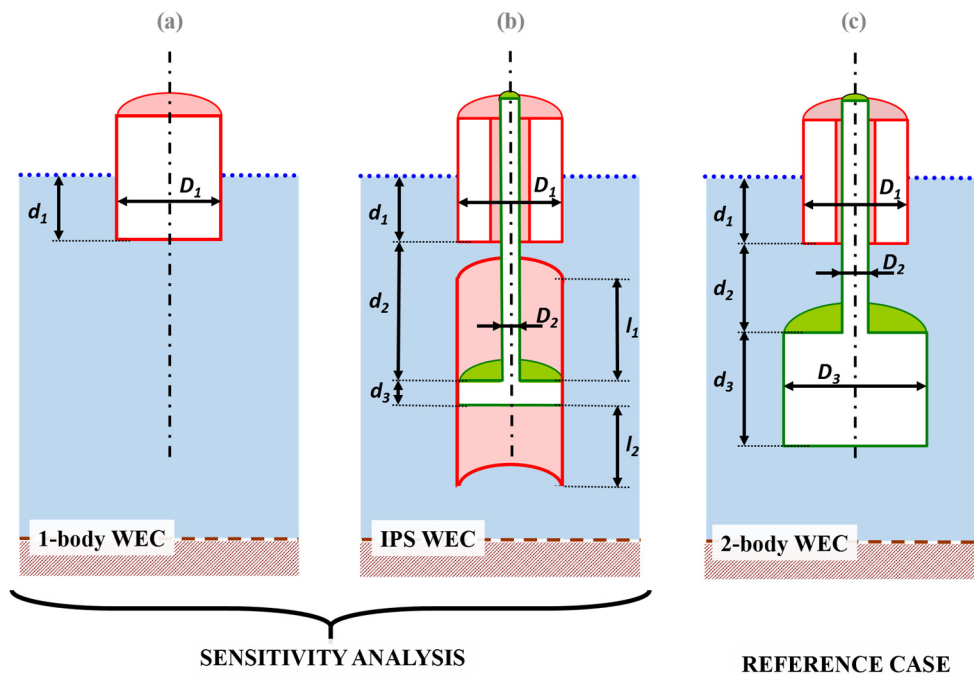 (a)
(b)
(c)
d1
D1
1-body WEC
d1
D1
d2
D2
l1
d3
l2
IPS WEC
d1
D1
D2
d2
d3
D3
2-body WEC
SENSITIVITY ANALYSIS
REFERENCE CASE